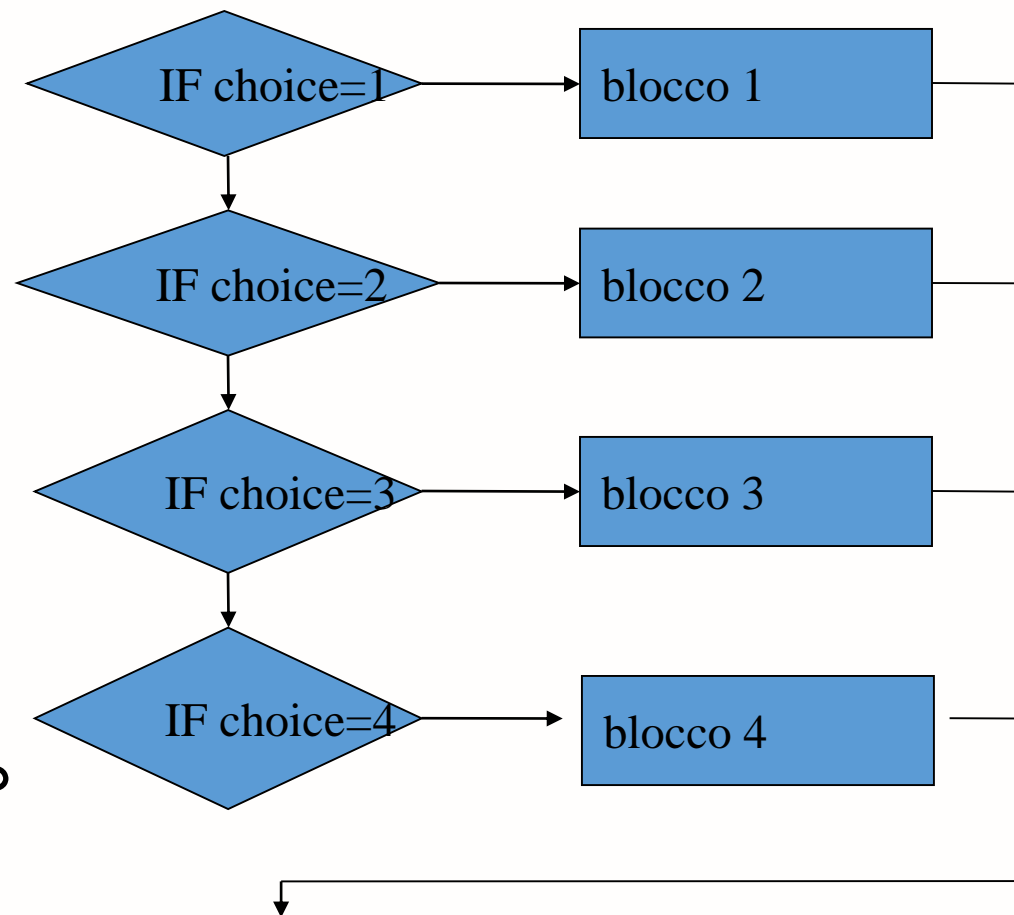 IF choice=1
blocco 1
IF choice=2
blocco 2
IF choice=3
blocco 3
IF choice=4
blocco 4